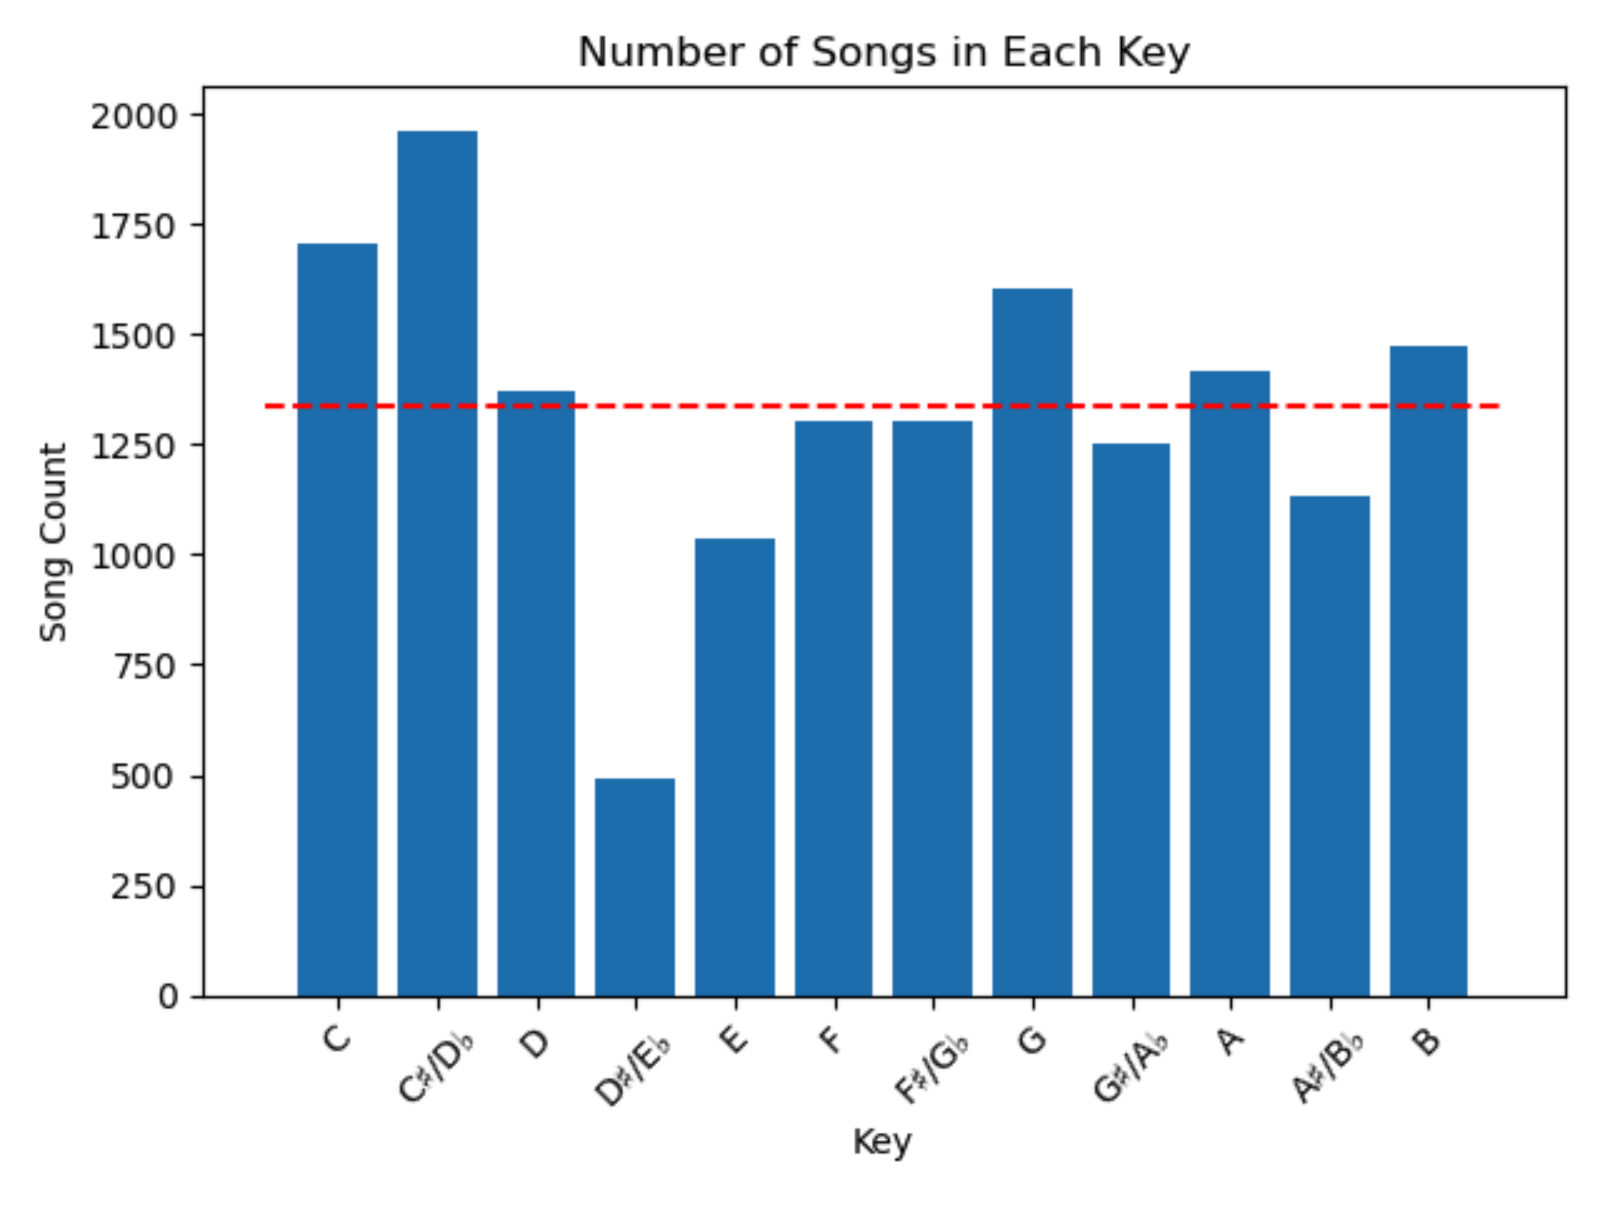 Number of Songs in Each Key
2000
1750
1500
1250
1000
750
500
250
0
Song Count
C
C♯/D♭
D
D♯/E♭
E
F
F♯/G♭
G
G♯/A♭
A
A♯/B♭
B
Key